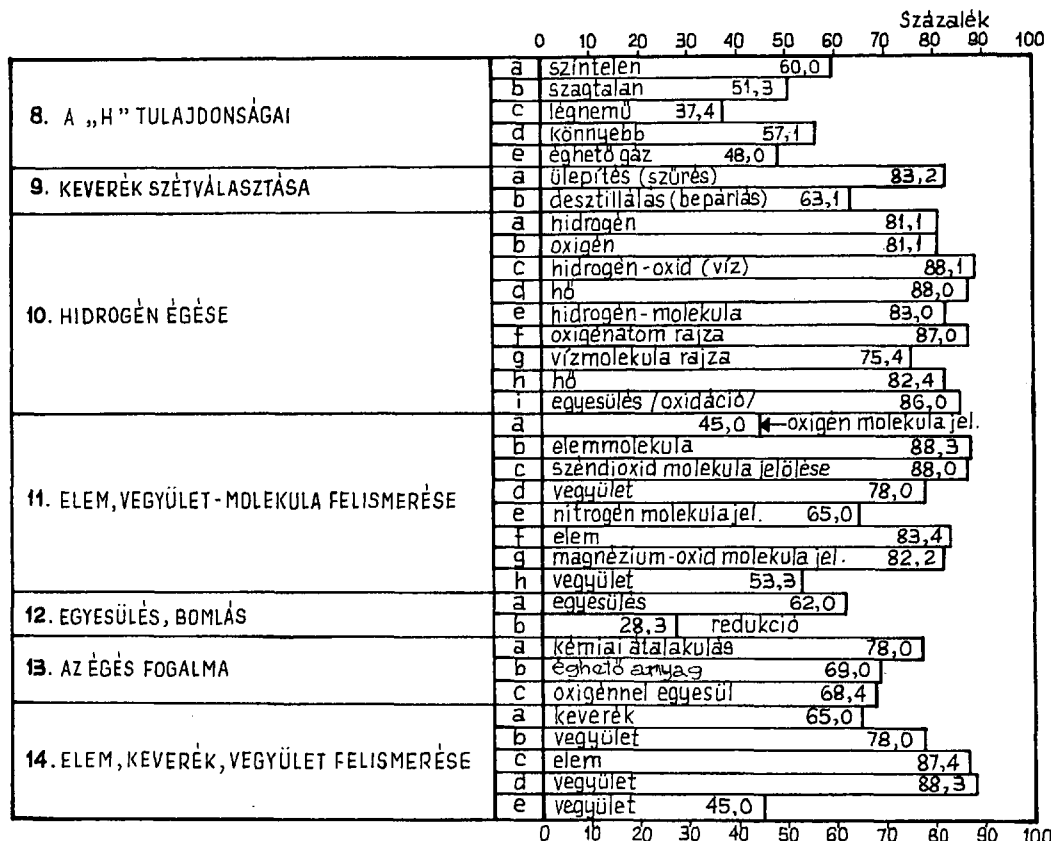 Százalék
0 10 20 30 40 50 60 70 80 90 100
8. A „H” TULAJDONSÁGAI
a színtelen 60,0
b szagtalan 51,3
c légnemű 37,4
d könnyebb 57,1
e éghető gáz 48,0
9. KEVERÉK SZÉTVÁLASZTÁSA
a ülepítés (szűrés) 83,2
b desztillálás (bepárlás) 63,1
10. HIDROGÉN ÉGÉSE
a hidrogén 81,1
b oxigén 81,1
c hidrogén-oxid (víz) 88,1
d hő 88,0
e hidrogén-molekula 83,0
f oxigénatom rajza 87,0
g vízmolekula rajza 75,4
h hő 82,4
i egyesülés /oxidáció/ 86,0
11. ELEM, VEGYÜLET-MOLEKULA FELISMERÉSE
a 45,0 oxigén molekula jel.
b elemmolekula 88,3
c széndioxid molekula jelölése 88,0
d vegyület 78,0
e nitrogén molekula jel. 65,0
f elem 83,4
g magnézium-oxid molekula jel. 82,2
h vegyület 53,3
12. EGYESÜLÉS, BOMLÁS
a egyesülés 62,0
b 28,3 redukció
13. AZ ÉGÉS FOGALMA
a kémiai átalakulás 78,0
b éghető anyag 69,0
c oxigénnel egyesül 68,4
14. ELEM, KEVERÉK, VEGYÜLET FELISMERÉSE
a keverék 65,0
b vegyület 78,0
c elem 87,4
d vegyület 88,3
e vegyület 45,0
0 10 20 30 40 50 60 70 80 90 100